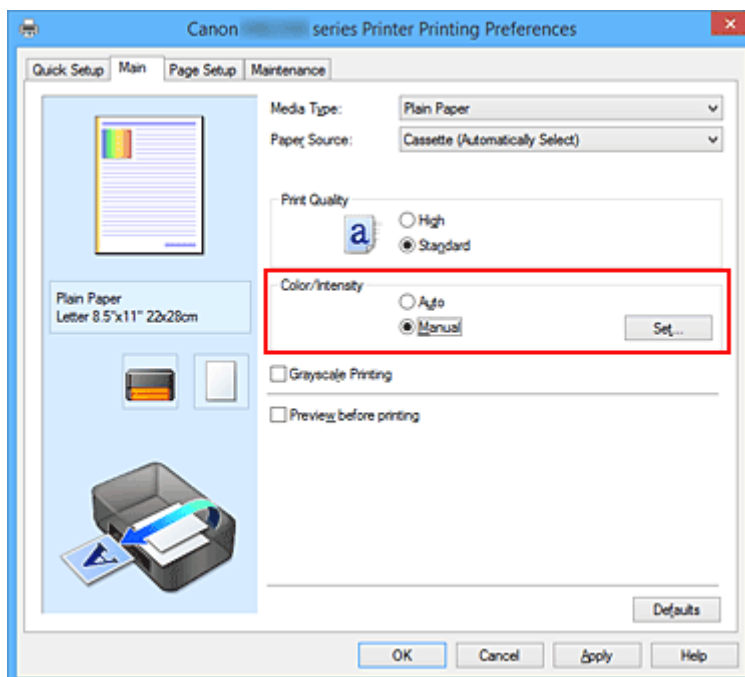 Canon series Printer Printing Preferences
Quick Setup Main Page Setup Maintenance
Media Type: Plain Paper
Paper Source: Cassette (Automatically Select)
Print Quality
High
a
Standard
Color/Intensity
Auto
Manual Set...
Plain Paper
Letter 8.5"x11" 22x28cm
Grayscale Printing
Preview before printing
A
Defaults
OK Cancel Apply Help